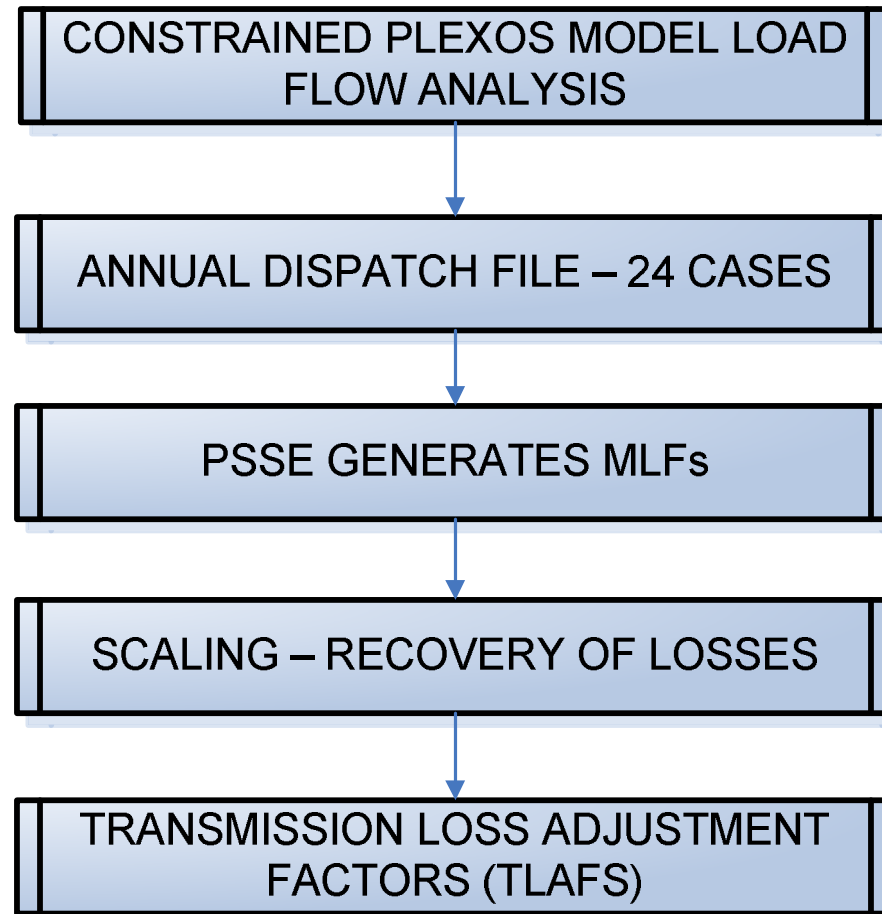 CONSTRAINED PLEXOS MODEL LOAD
FLOW ANALYSIS
ANNUAL DISPATCH FILE – 24 CASES
PSSE GENERATES MLFs
SCALING – RECOVERY OF LOSSES
TRANSMISSION LOSS ADJUSTMENT
FACTORS (TLAFS)